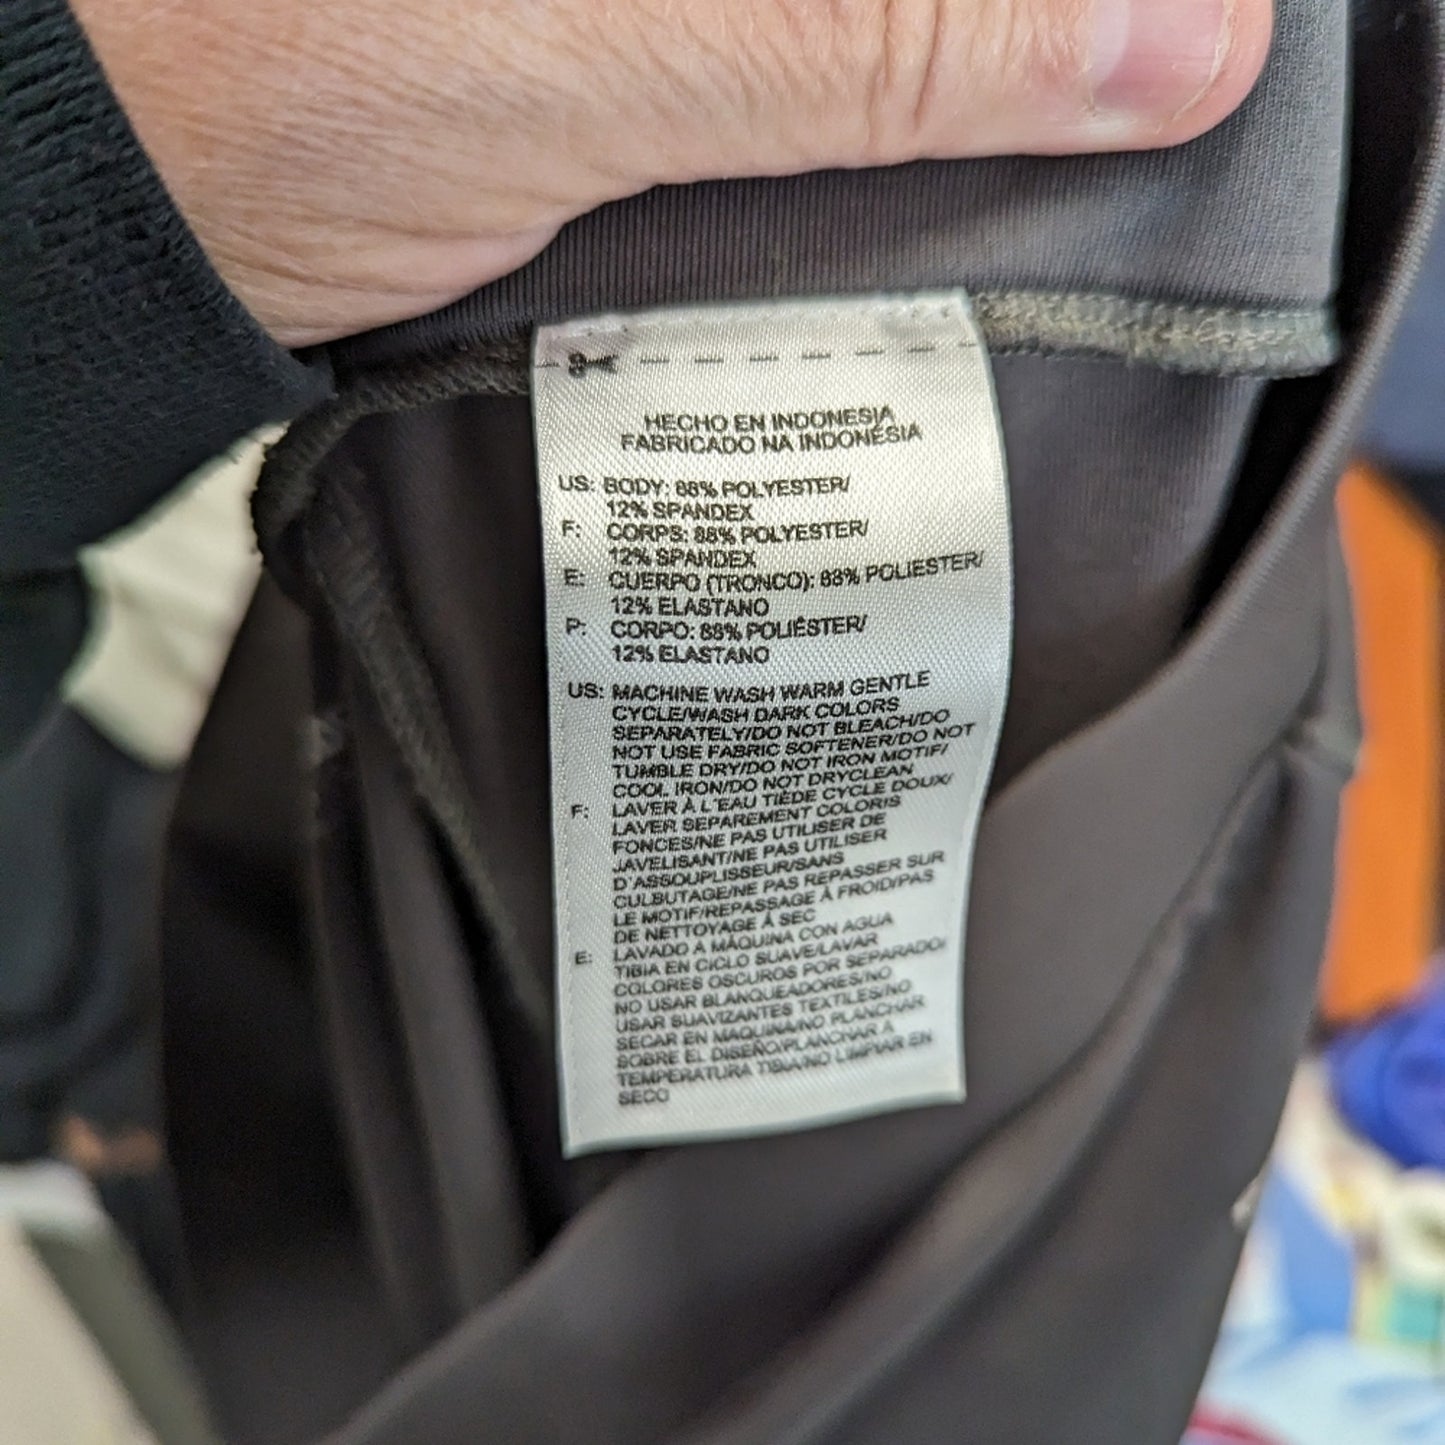 HECHO EN INDONESIA
FABRICADO NA INDONÉSIA
US: BODY: 88% POLYESTER/
12% SPANDEX
F: CORPS: 88% POLYESTER/
12% SPANDEX
E: CUERPO (TRONCO): 88% POLIESTER/
12% ELASTANO
P: CORPO: 88% POLIÉSTER/
12% ELASTANO
US: MACHINE WASH WARM GENTLE
CYCLE/WASH DARK COLORS
SEPARATELY/DO NOT BLEACH/DO
NOT USE FABRIC SOFTENER/DO NOT
TUMBLE DRY/DO NOT IRON MOTIF/
COOL IRON/DO NOT DRYCLEAN
F: LAVER À L'EAU TIÈDE CYCLE DOUX/
LAVER SEPAREMENT COLORIS
FONCES/NE PAS UTILISER DE
JAVELISANT/NE PAS UTILISER
D'ASSOUPLISSEUR/SANS
CULBUTAGE/NE PAS REPASSER SUR
LE MOTIF/REPASSAGE À FROID/PAS
DE NETTOYAGE À SEC
E: LAVADO A MÁQUINA CON AGUA
TIBIA EN CICLO SUAVE/LAVAR
COLORES OSCUROS POR SEPARADO/
NO USAR BLANQUEADORES/NO
USAR SUAVIZANTES TEXTILES/NO
SECAR EN MAQUINA/NO PLANCHAR
SOBRE EL DISEÑO/PLANCHAR A
TEMPERATURA TIBIA/NO LIMPIAR EN
SECO